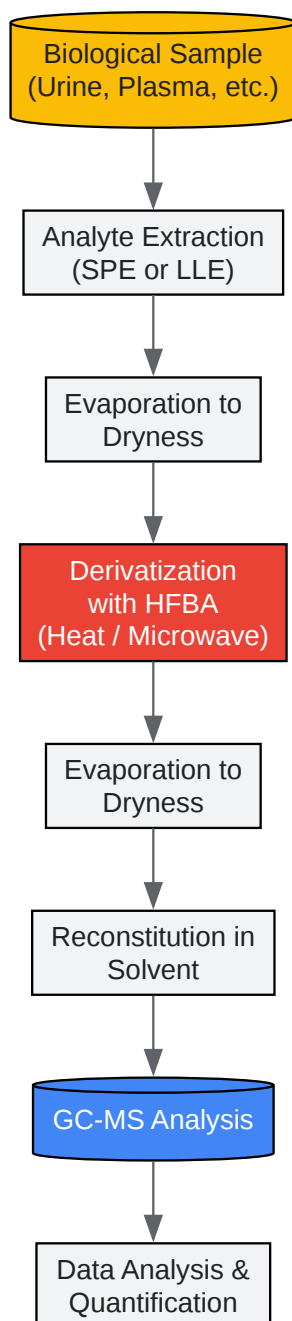 Biological Sample
(Urine, Plasma, etc.)
Analyte Extraction
(SPE or LLE)
Evaporation to
Dryness
Derivatization
with HFBA
(Heat / Microwave)
Evaporation to
Dryness
Reconstitution in
Solvent
GC-MS Analysis
Data Analysis &
Quantification